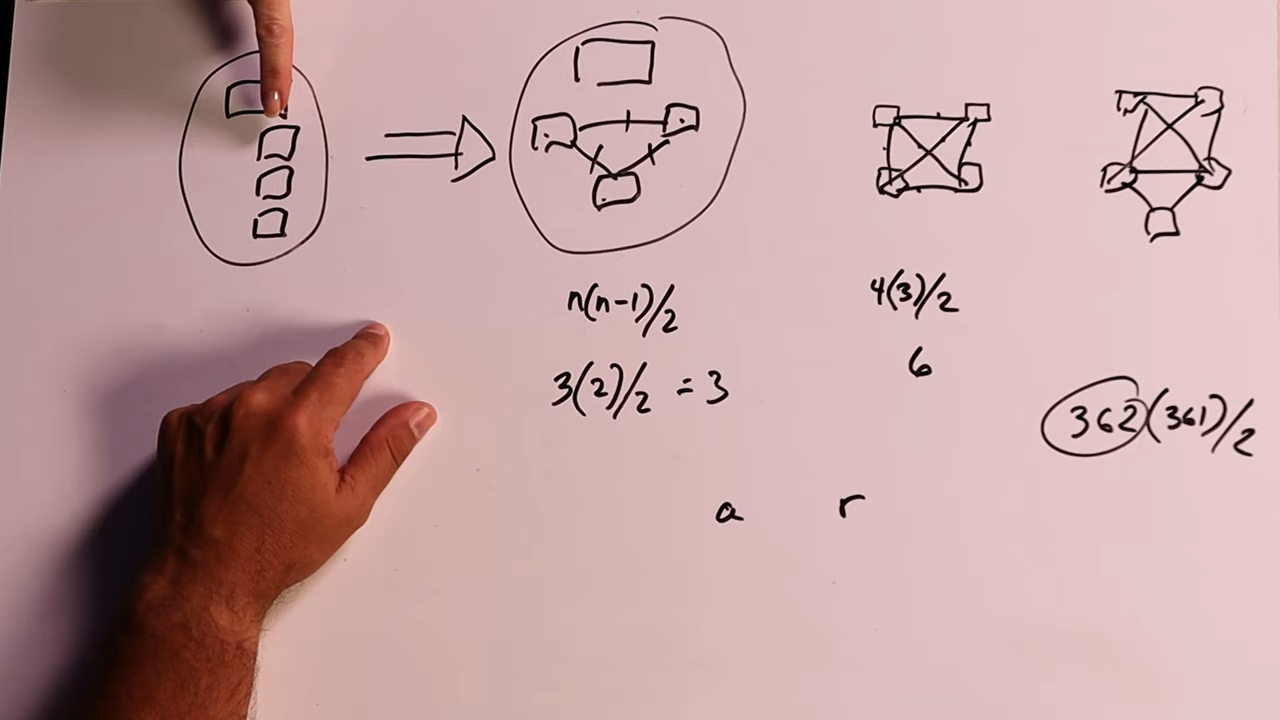 n(n-1)/2
3(2)/2 = 3
4(3)/2
6
362(361)/2
a r